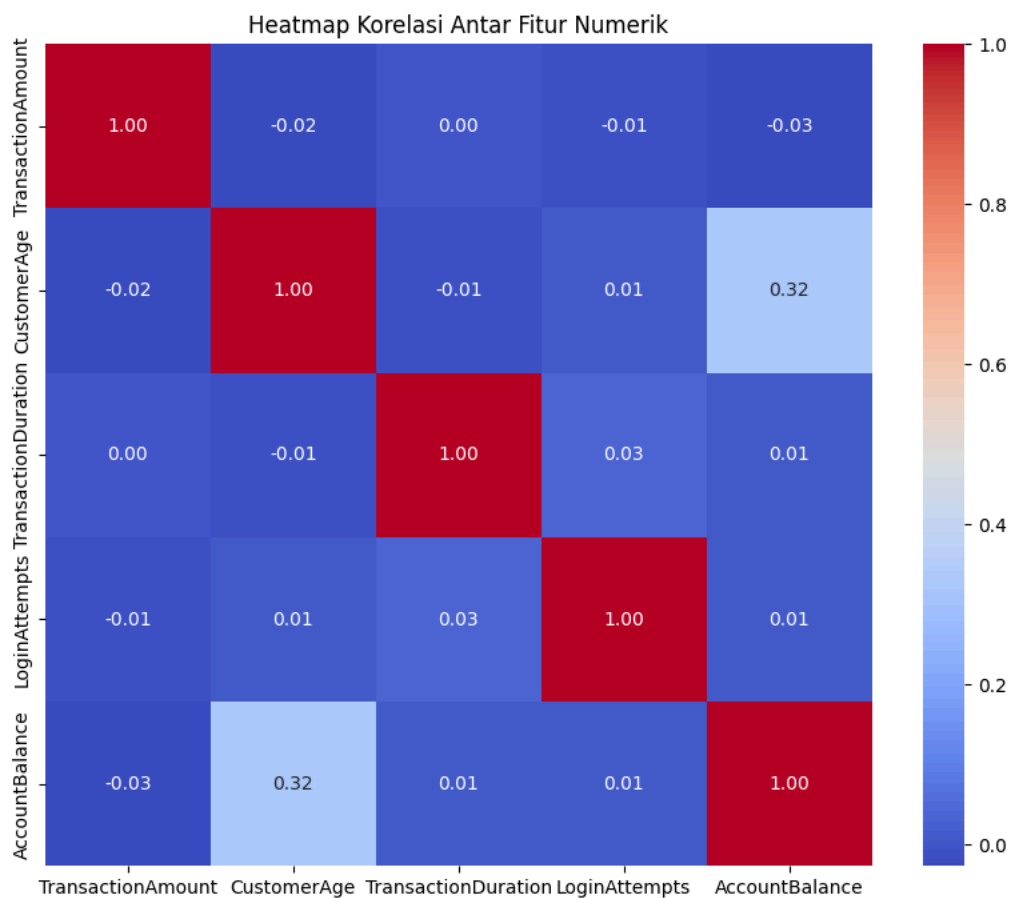 Heatmap Korelasi Antar Fitur Numerik
TransactionAmount
1.00 -0.02 0.00 -0.01 -0.03
CustomerAge
-0.02 1.00 -0.01 0.01 0.32
TransactionDuration
0.00 -0.01 1.00 0.03 0.01
LoginAttempts
-0.01 0.01 0.03 1.00 0.01
AccountBalance
-0.03 0.32 0.01 0.01 1.00
TransactionAmount CustomerAge TransactionDuration LoginAttempts AccountBalance
1.0
0.8
0.6
0.4
0.2
0.0